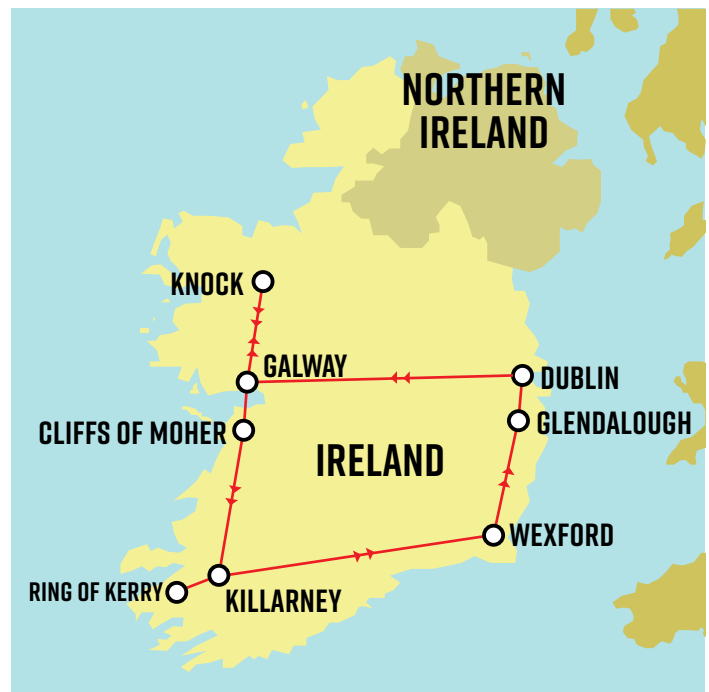 NORTHERN
IRELAND
KNOCK
GALWAY
DUBLIN
GLENDALOUGH
CLIFFS OF MOHER
IRELAND
WEXFORD
RING OF KERRY
KILLARNEY